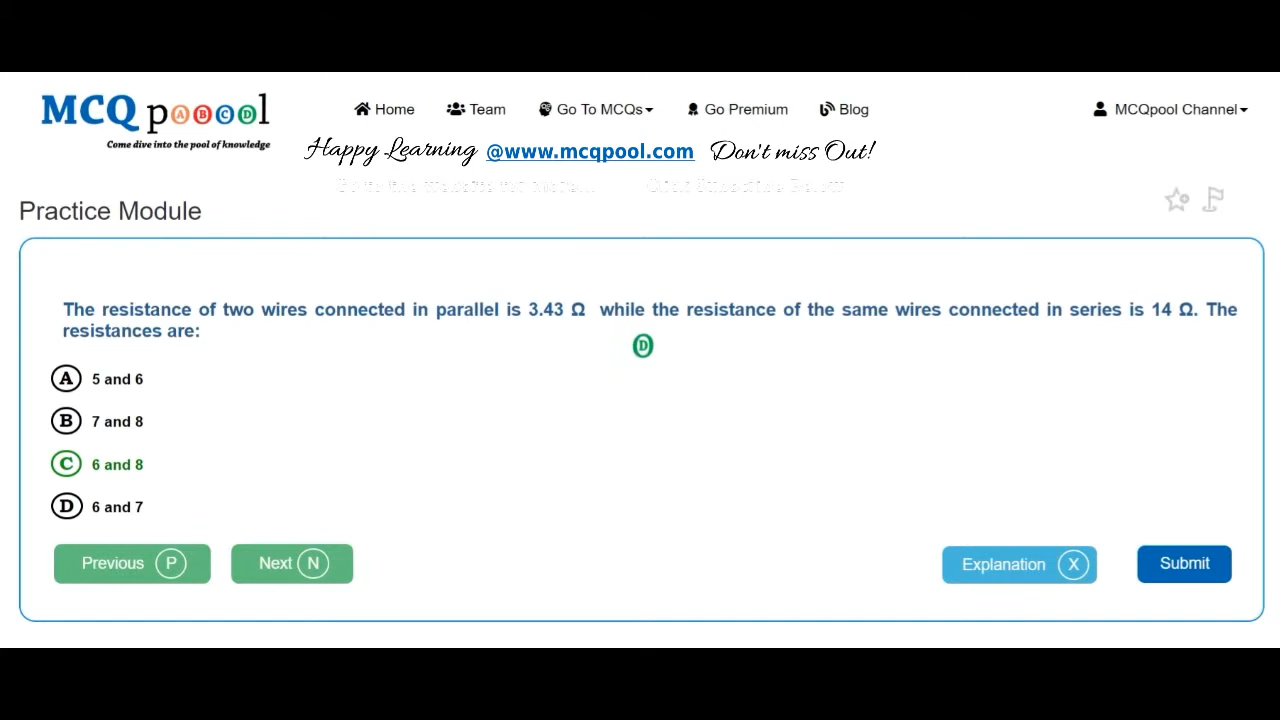 MCQ pABCDl
Come dive into the pool of knowledge
Home Team Go To MCQs Go Premium Blog MCQpool Channel
Happy Learning @www.mcqpool.com Don't miss Out!
Practice Module
The resistance of two wires connected in parallel is 3.43 Ω while the resistance of the same wires connected in series is 14 Ω. The
resistances are:
D
A 5 and 6
B 7 and 8
C 6 and 8
D 6 and 7
Previous P Next N Explanation X Submit